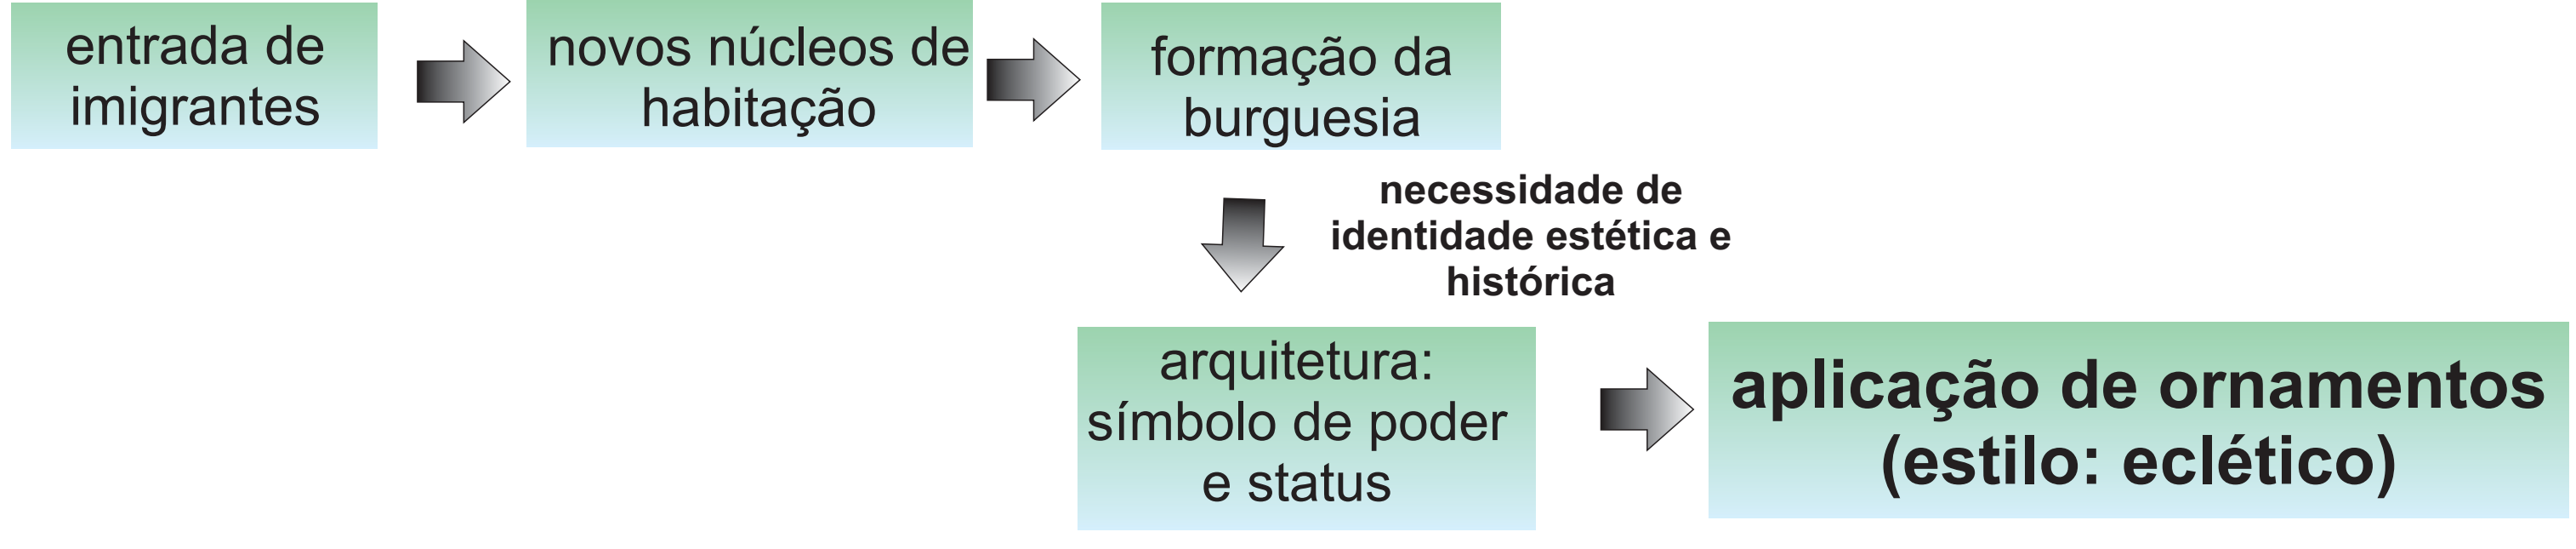 entrada de
imigrantes
novos núcleos de
habitação
formação da
burguesia
necessidade de
identidade estética e
histórica
arquitetura:
símbolo de poder
e status
aplicação de ornamentos
(estilo: eclético)